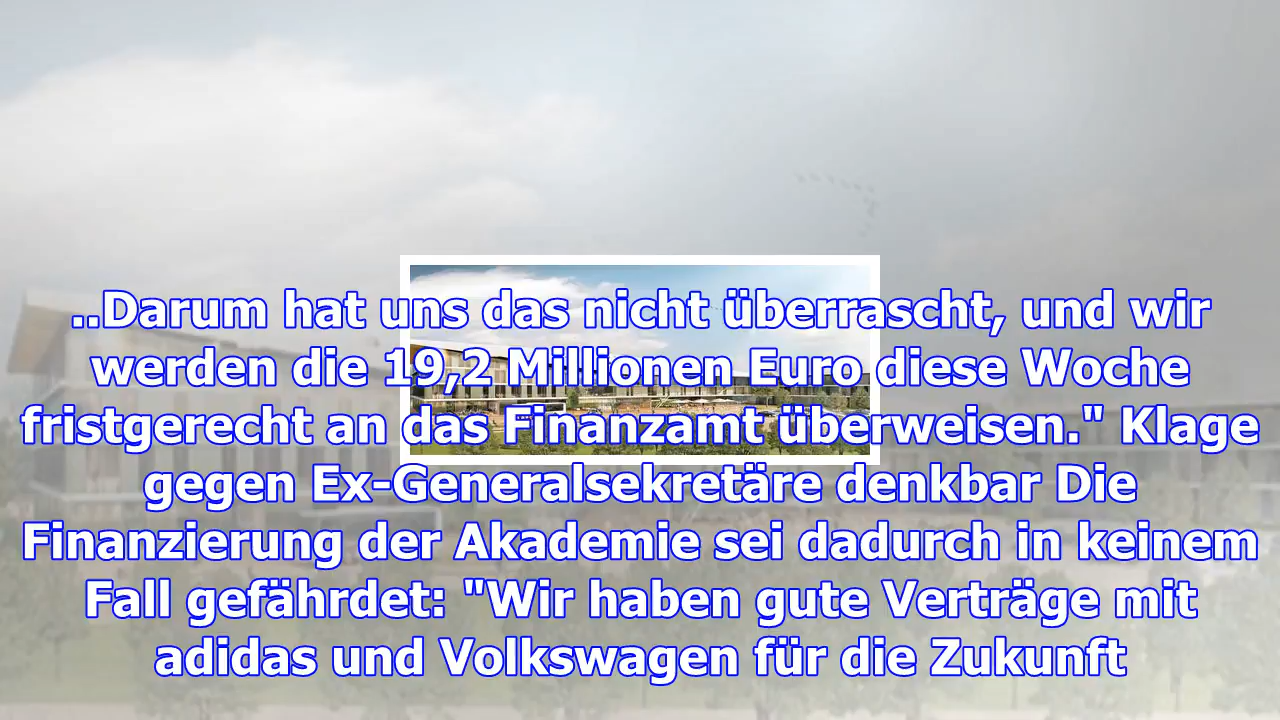 ..Darum hat uns das nicht überrascht, und wir
werden die 19,2 Millionen Euro diese Woche
fristgerecht an das Finanzamt überweisen." Klage
gegen Ex-Generalsekretäre denkbar Die
Finanzierung der Akademie sei dadurch in keinem
Fall gefährdet: "Wir haben gute Verträge mit
adidas und Volkswagen für die Zukunft